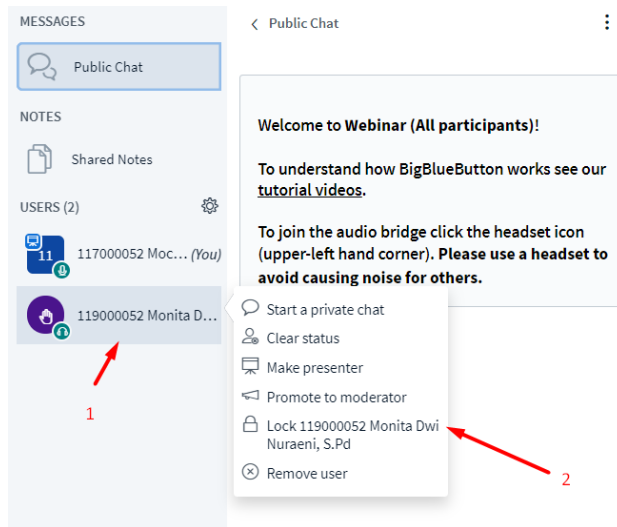 MESSAGES
Public Chat
NOTES
Shared Notes
USERS (2)
11
117000052 Moc... (You)
119000052 Monita D...
1
Public Chat
Welcome to Webinar (All participants)!
To understand how BigBlueButton works see our
tutorial videos.
To join the audio bridge click the headset icon
(upper-left hand corner). Please use a headset to
avoid causing noise for others.
Start a private chat
Clear status
Make presenter
Promote to moderator
Lock 119000052 Monita Dwi
Nuraeni, S.Pd
Remove user
2